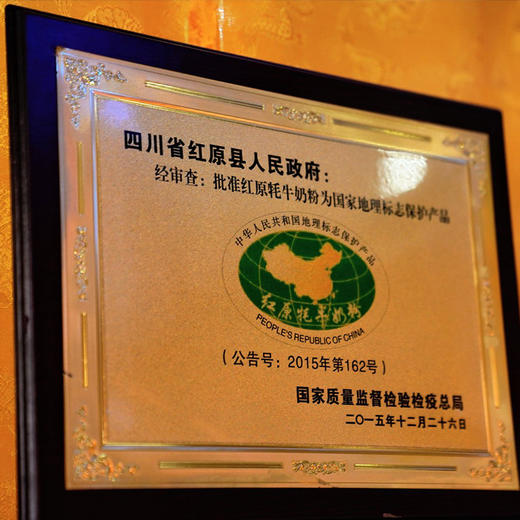 四川省红原县人民政府：
经审查：批准红原牦牛奶粉为国家地理标志保护产品
中华人民共和国地理标志保护产品
红原牦牛奶粉
PEOPLE'S REPUBLIC OF CHINA
（公告号：2015年第162号）
国家质量监督检验检疫总局
二〇一五年十二月二十六日